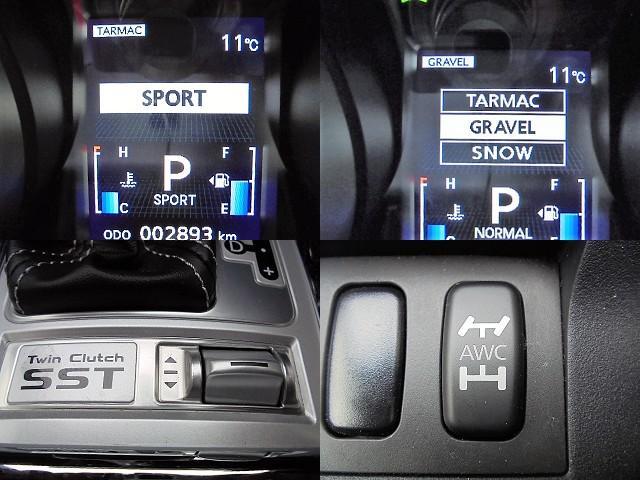 TARMAC
11℃
SPORT
F H F
P
C SPORT E
ODO 002893 km
GRAVEL
11℃
TARMAC
GRAVEL
SNOW
F H F
P
C NORMAL E
D
+
Twin Clutch
SST
AWC